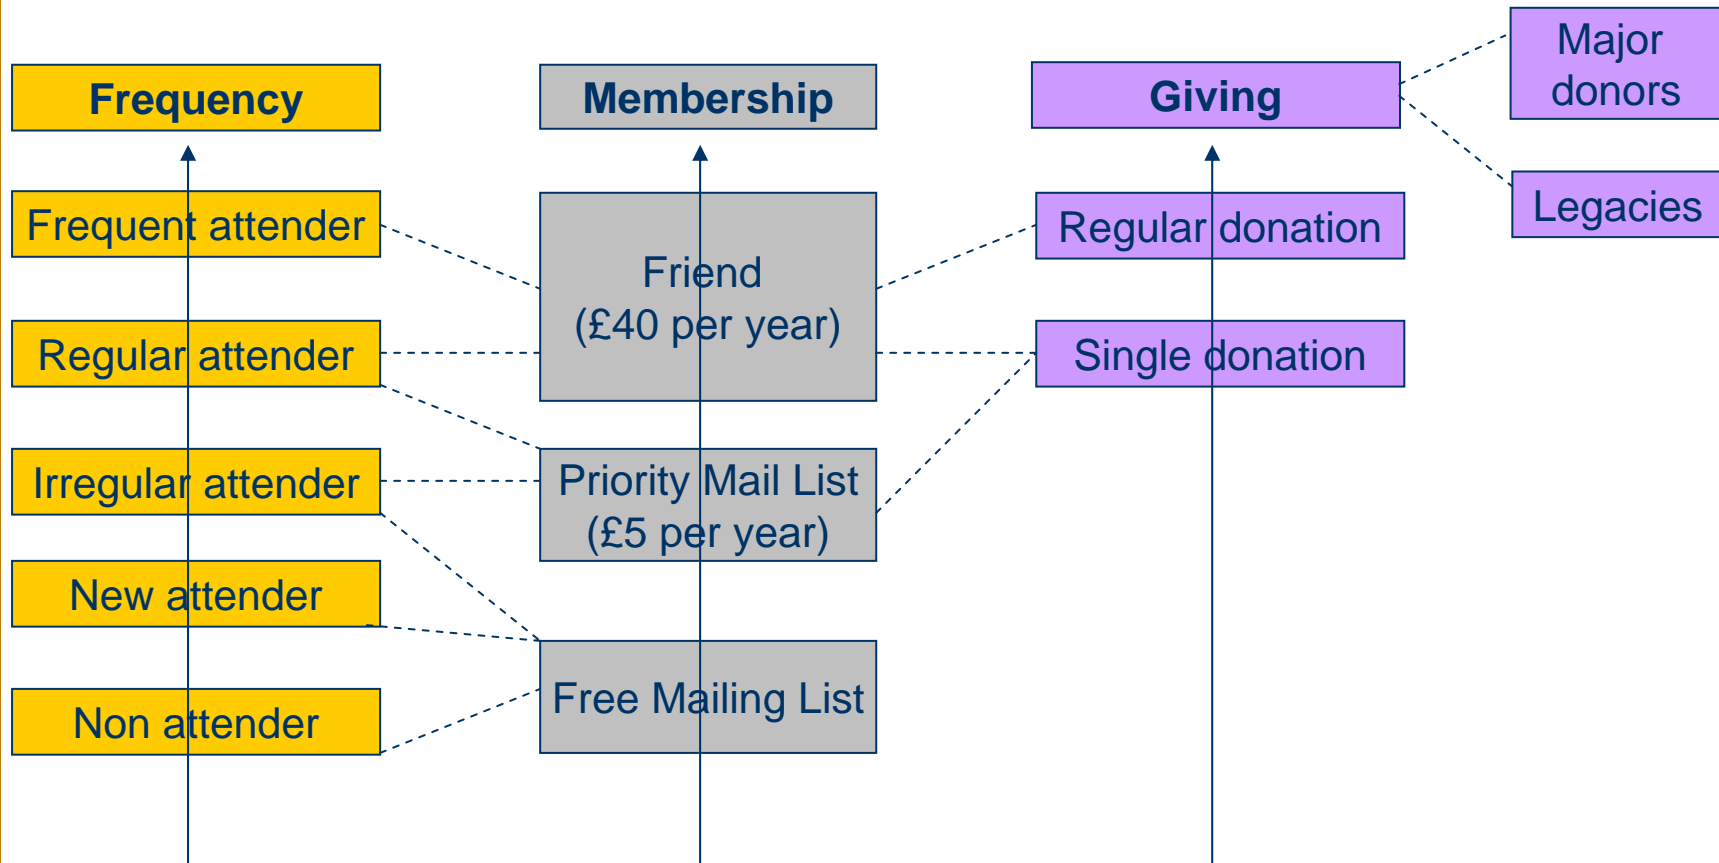 Frequency
Membership
Giving
Major
donors
Legacies
Frequent attender
Regular attender
Irregular attender
New attender
Non attender
Friend
(£40 per year)
Priority Mail List
(£5 per year)
Free Mailing List
Regular donation
Single donation